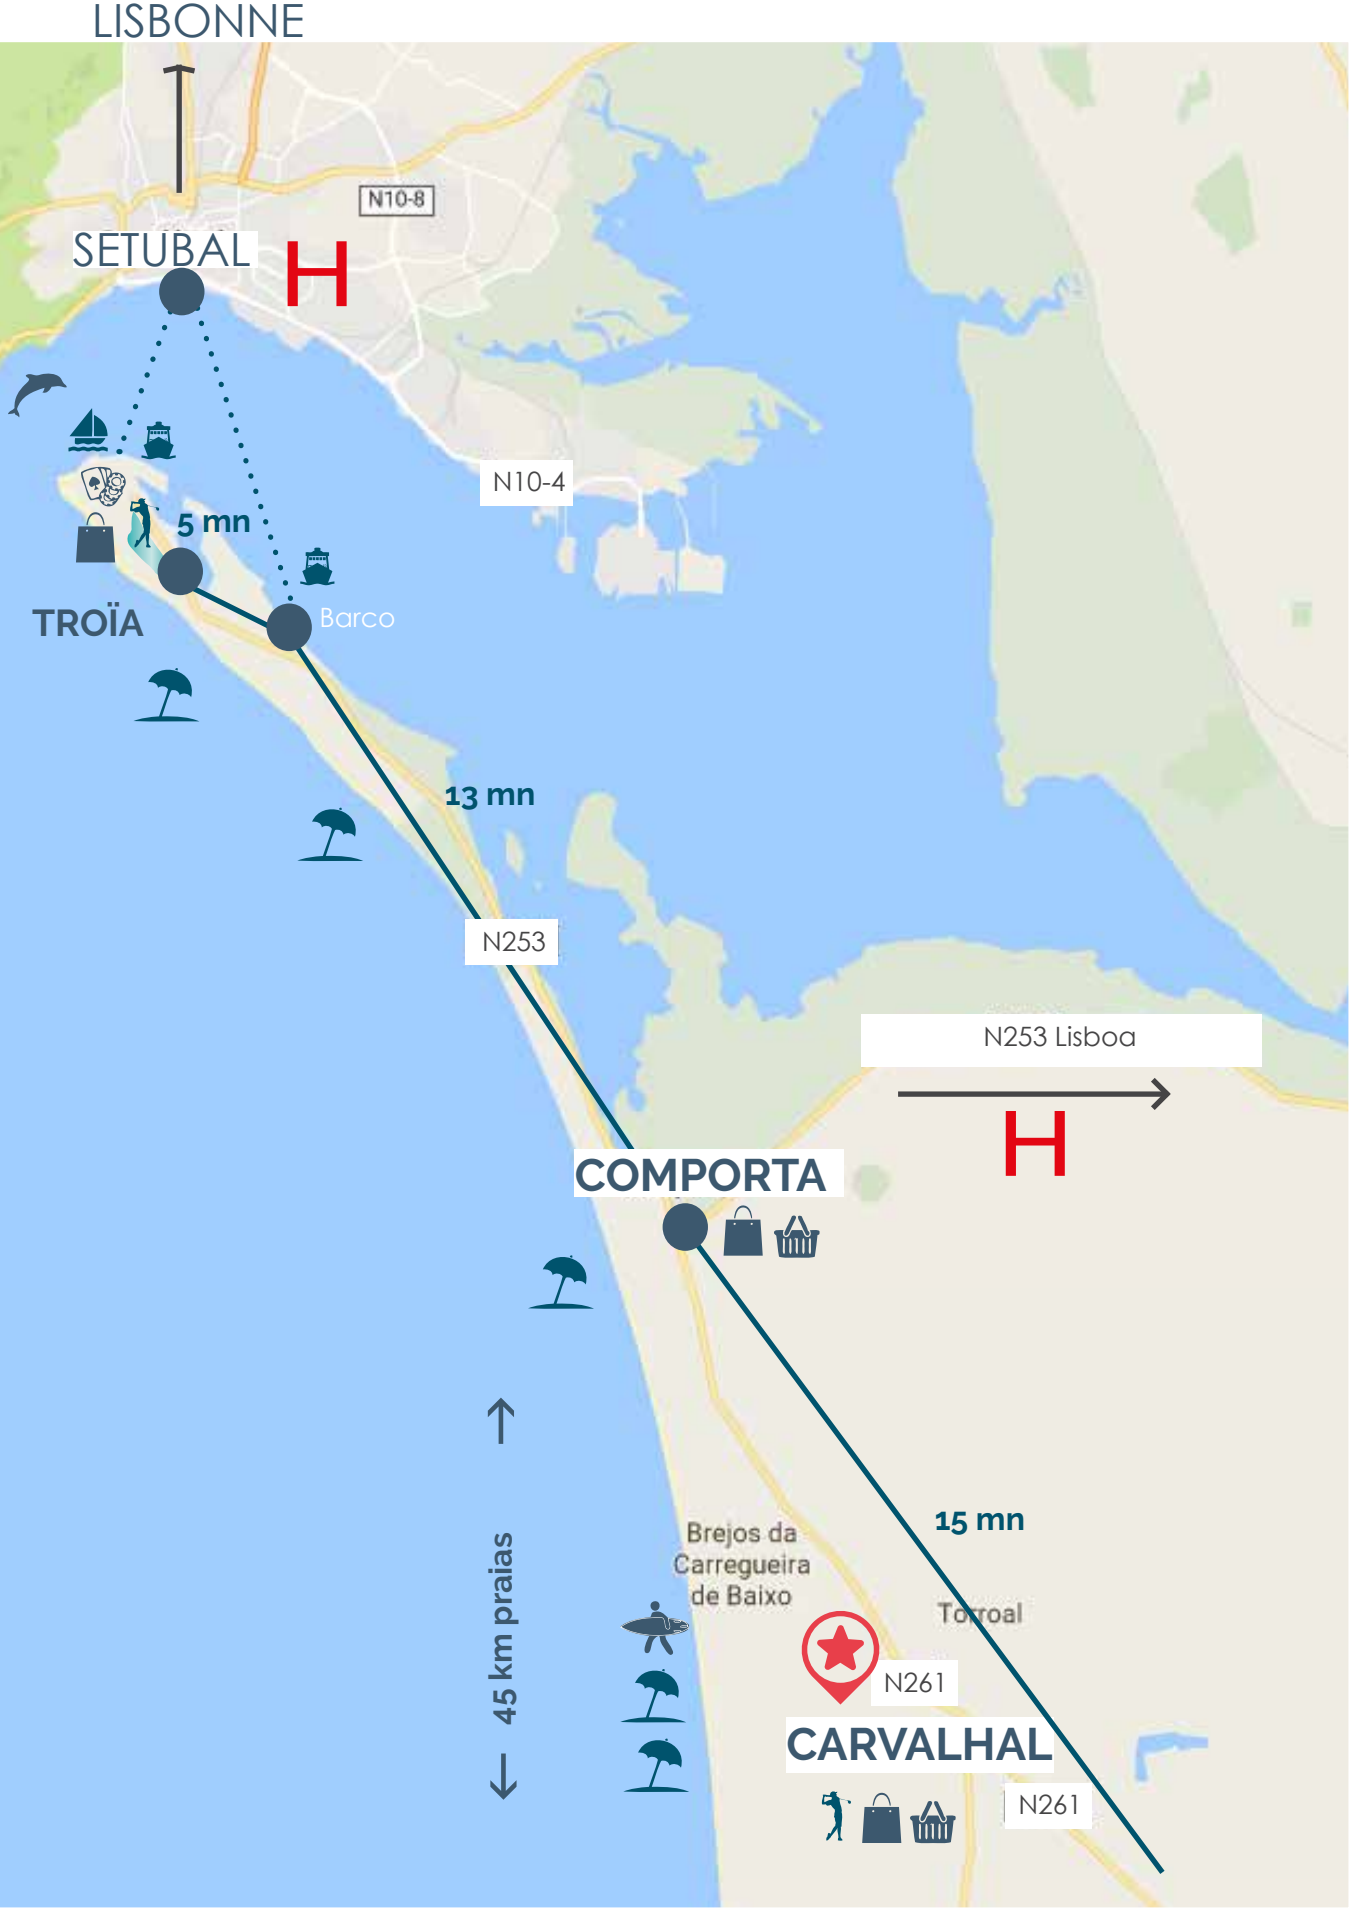 LISBONNE
N10-8
SETUBAL
H
N10-4
5 mn
TROÏA
Barco
13 mn
N253
N253 Lisboa
H
COMPORTA
15 mn
45 km praias
Brejos da
Carregueira
de Baixo
Torroal
N261
CARVALHAL
N261